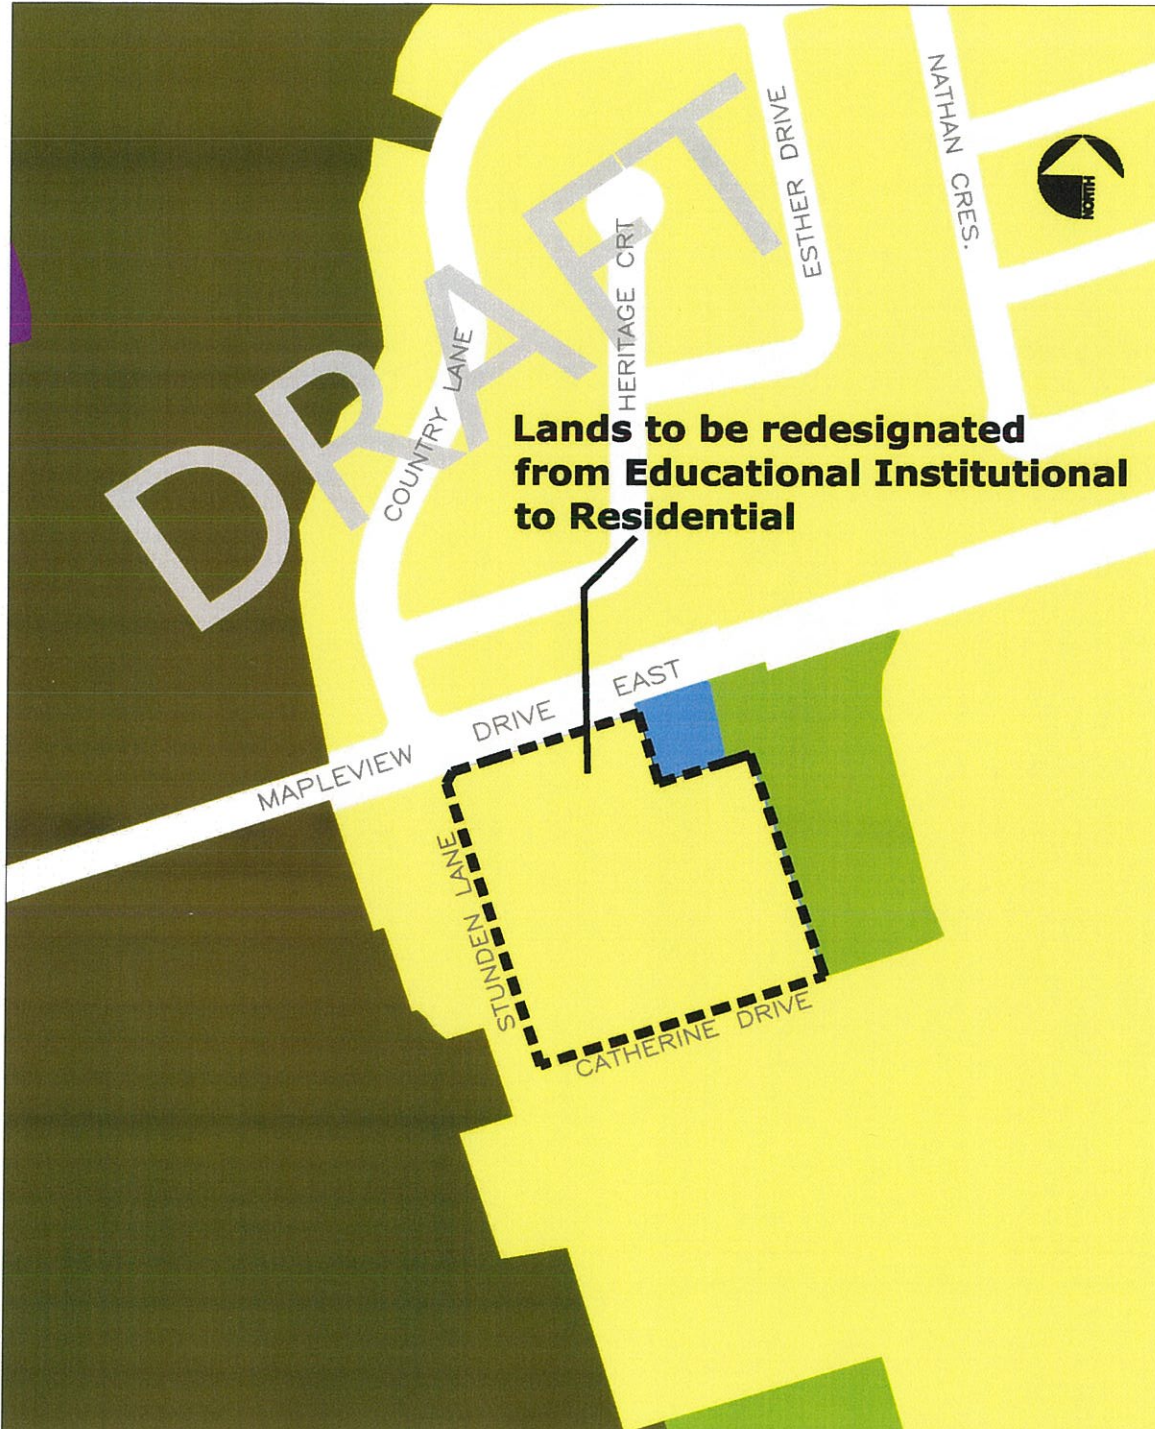 NATHAN CRES.
ESTHER DRIVE
NORTH
DRAFT
HERITAGE CRT
COUNTRY LANE
Lands to be redesignated
from Educational Institutional
to Residential
MAPLEVIEW DRIVE EAST
STUNDEN LANE
CATHERINE DRIVE